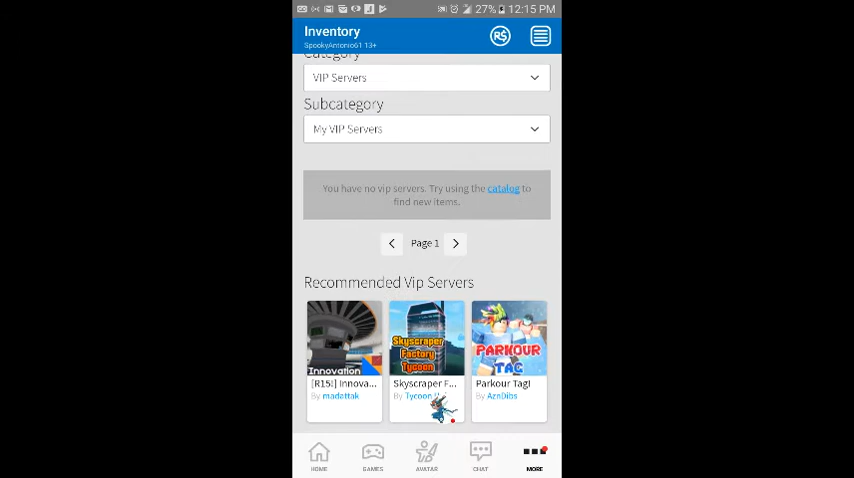 27% 12:15 PM
Inventory
SpookyAntonio61 13+
Category
VIP Servers
Subcategory
My VIP Servers
You have no vip servers. Try using the catalog to
find new items.
Page 1
Recommended Vip Servers
Innovation
Skyscraper
Factory
Tycoon
PARKOUR
TAG
[R15!] Innova...
Skyscraper F...
Parkour Tag!
By madattak
By Tycoon
By AznDibs
HOME
GAMES
AVATAR
CHAT
MORE